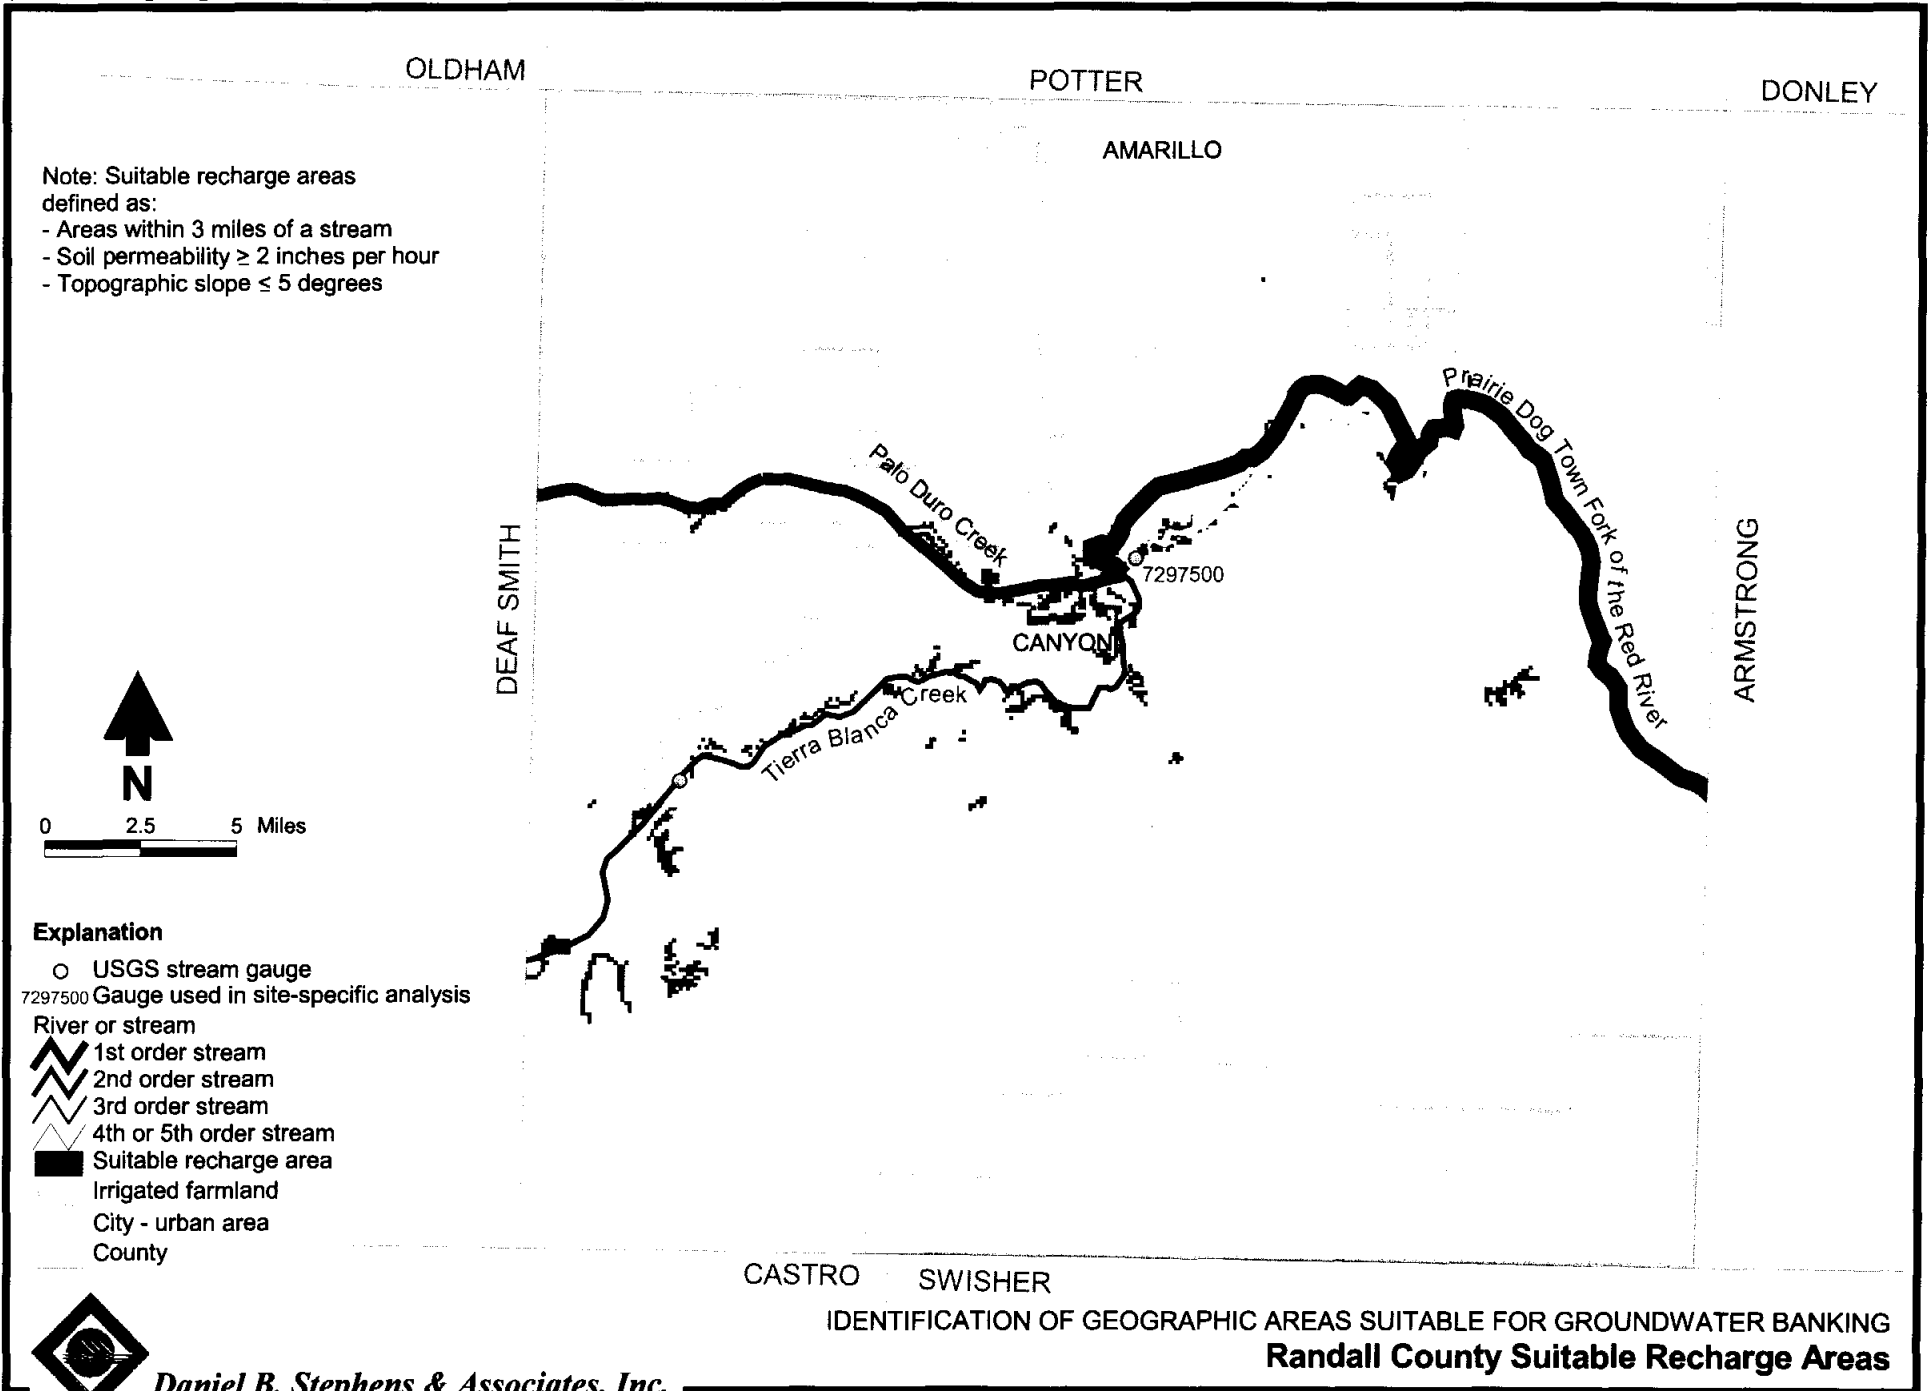 OLDHAM
POTTER
DONLEY
AMARILLO
Note: Suitable recharge areas
defined as:
- Areas within 3 miles of a stream
- Soil permeability ≥ 2 inches per hour
- Topographic slope ≤ 5 degrees
Prairie Dog Town Fork of the Red River
Palo Duro Creek
DEAF SMITH
ARMSTRONG
7297500
CANYON
Tierra Blanca Creek
N
0 2.5 5 Miles
Explanation
USGS stream gauge
7297500 Gauge used in site-specific analysis
River or stream
1st order stream
2nd order stream
3rd order stream
4th or 5th order stream
Suitable recharge area
Irrigated farmland
City - urban area
County
CASTRO
SWISHER
IDENTIFICATION OF GEOGRAPHIC AREAS SUITABLE FOR GROUNDWATER BANKING
Randall County Suitable Recharge Areas
Daniel B. Stephens & Associates, Inc.